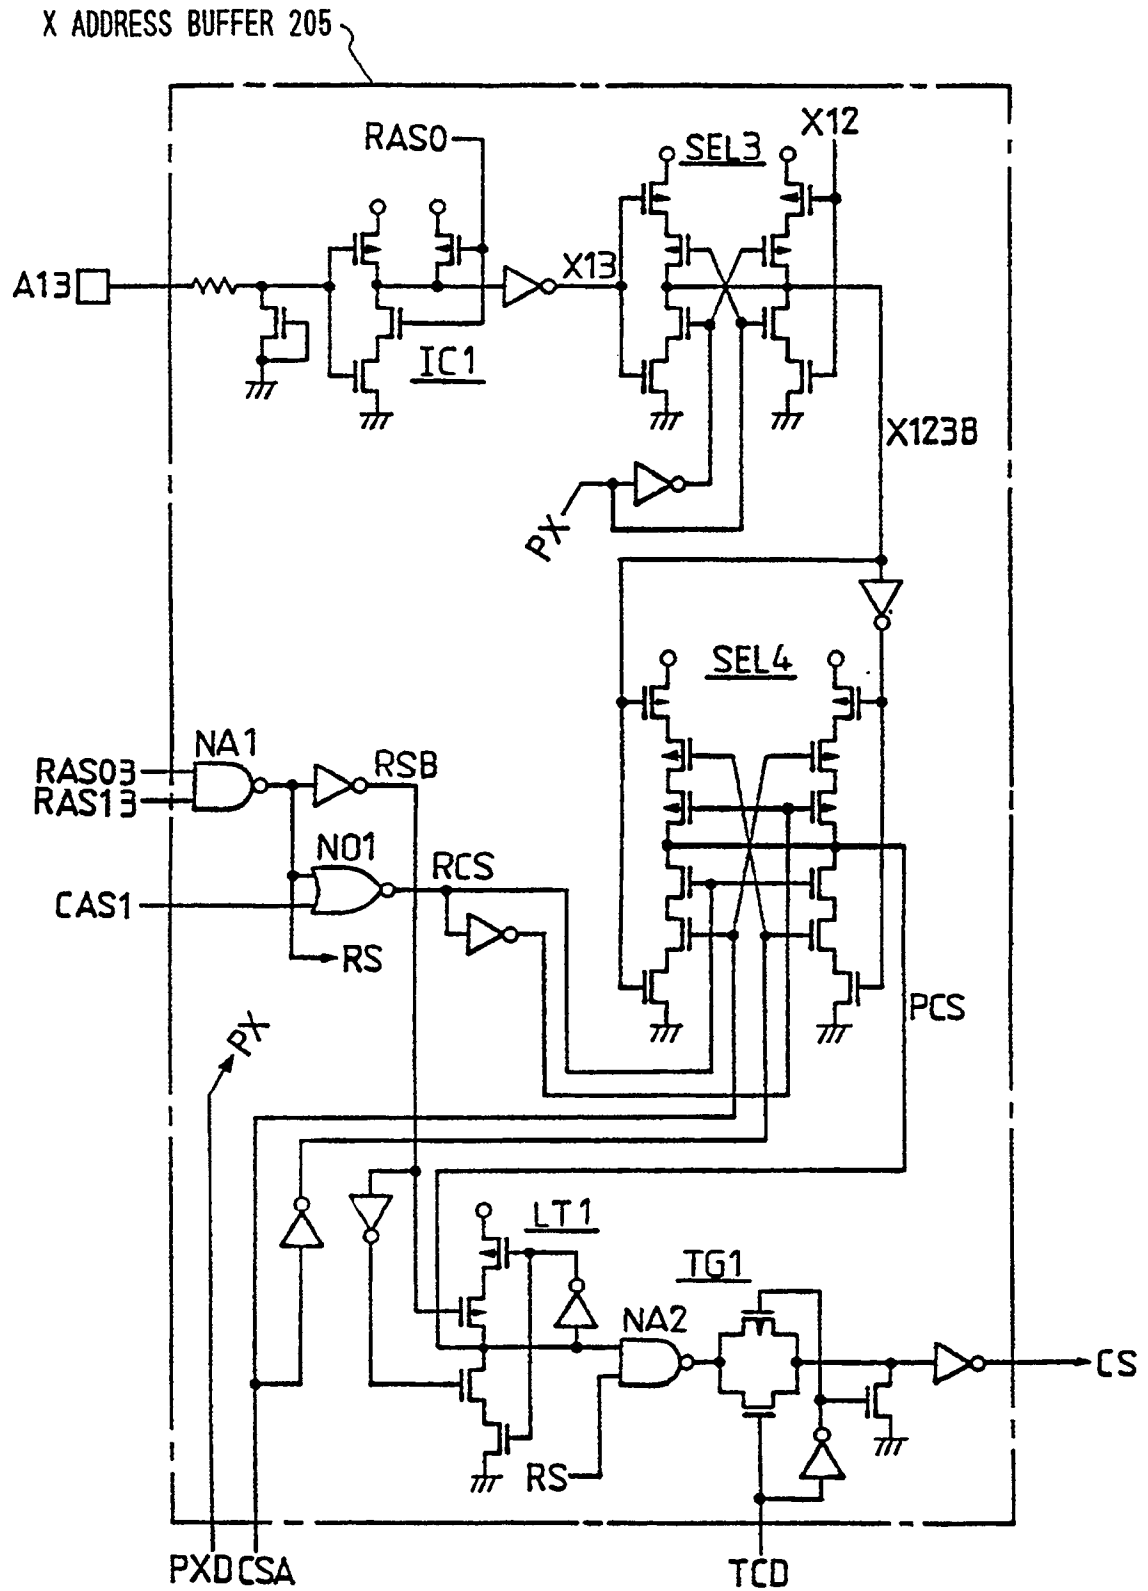 X ADDRESS BUFFER 205
X12
RAS0
SEL3
X13
A13
IC1
X123B
PX
SEL4
NA1
RAS03
RSB
RAS13
NO1
RCS
CAS1
RS
PCS
PX
LT1
TG1
NA2
CS
RS
PXD
CSA
TCD